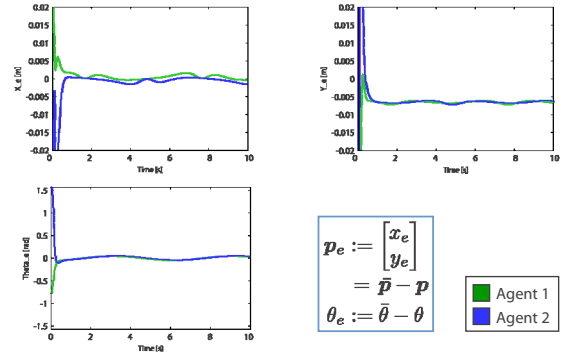 0.02
0.015
0.01
0.005
0
-0.005
-0.01
-0.015
-0.02
X_e [m]
0 2 4 6 8 10
Time [s]
0.02
0.015
0.01
0.005
0
-0.005
-0.01
-0.015
-0.02
Y_e [m]
0 2 4 6 8 10
Time [s]
1.5
1
0.5
0
-0.5
-1
-1.5
Theta_e [rad]
0 2 4 6 8 10
Time [s]
p_e := [x_e
y_e]
= p̄ − p
θ_e := θ̄ − θ
Agent 1
Agent 2